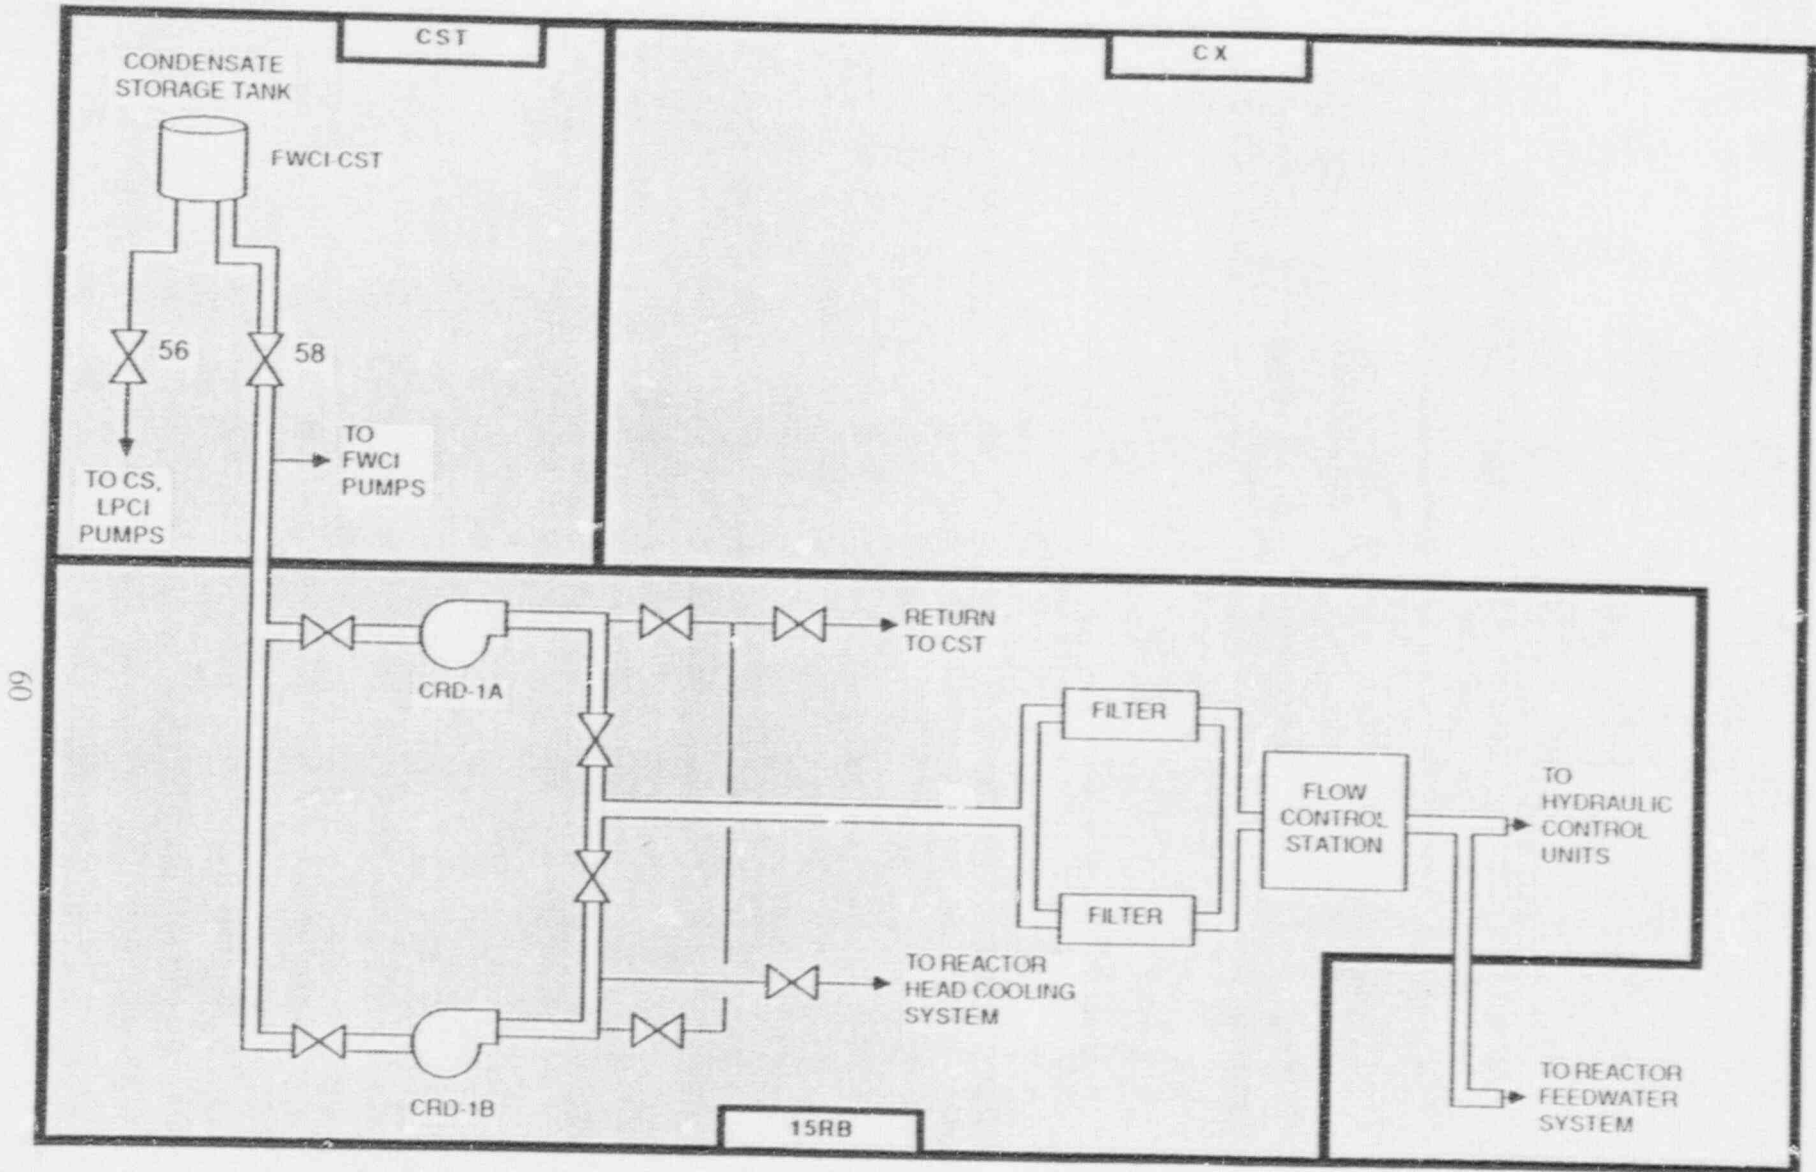 CST
CX
CONDENSATE
STORAGE TANK
FWCI-CST
56
58
TO
FWCI
PUMPS
TO CS,
LPCI
PUMPS
RETURN
TO CST
CRD-1A
FILTER
FLOW
CONTROL
STATION
TO
HYDRAULIC
CONTROL
UNITS
FILTER
TO REACTOR
HEAD COOLING
SYSTEM
CRD-1B
TO REACTOR
FEEDWATER
SYSTEM
15RB
60